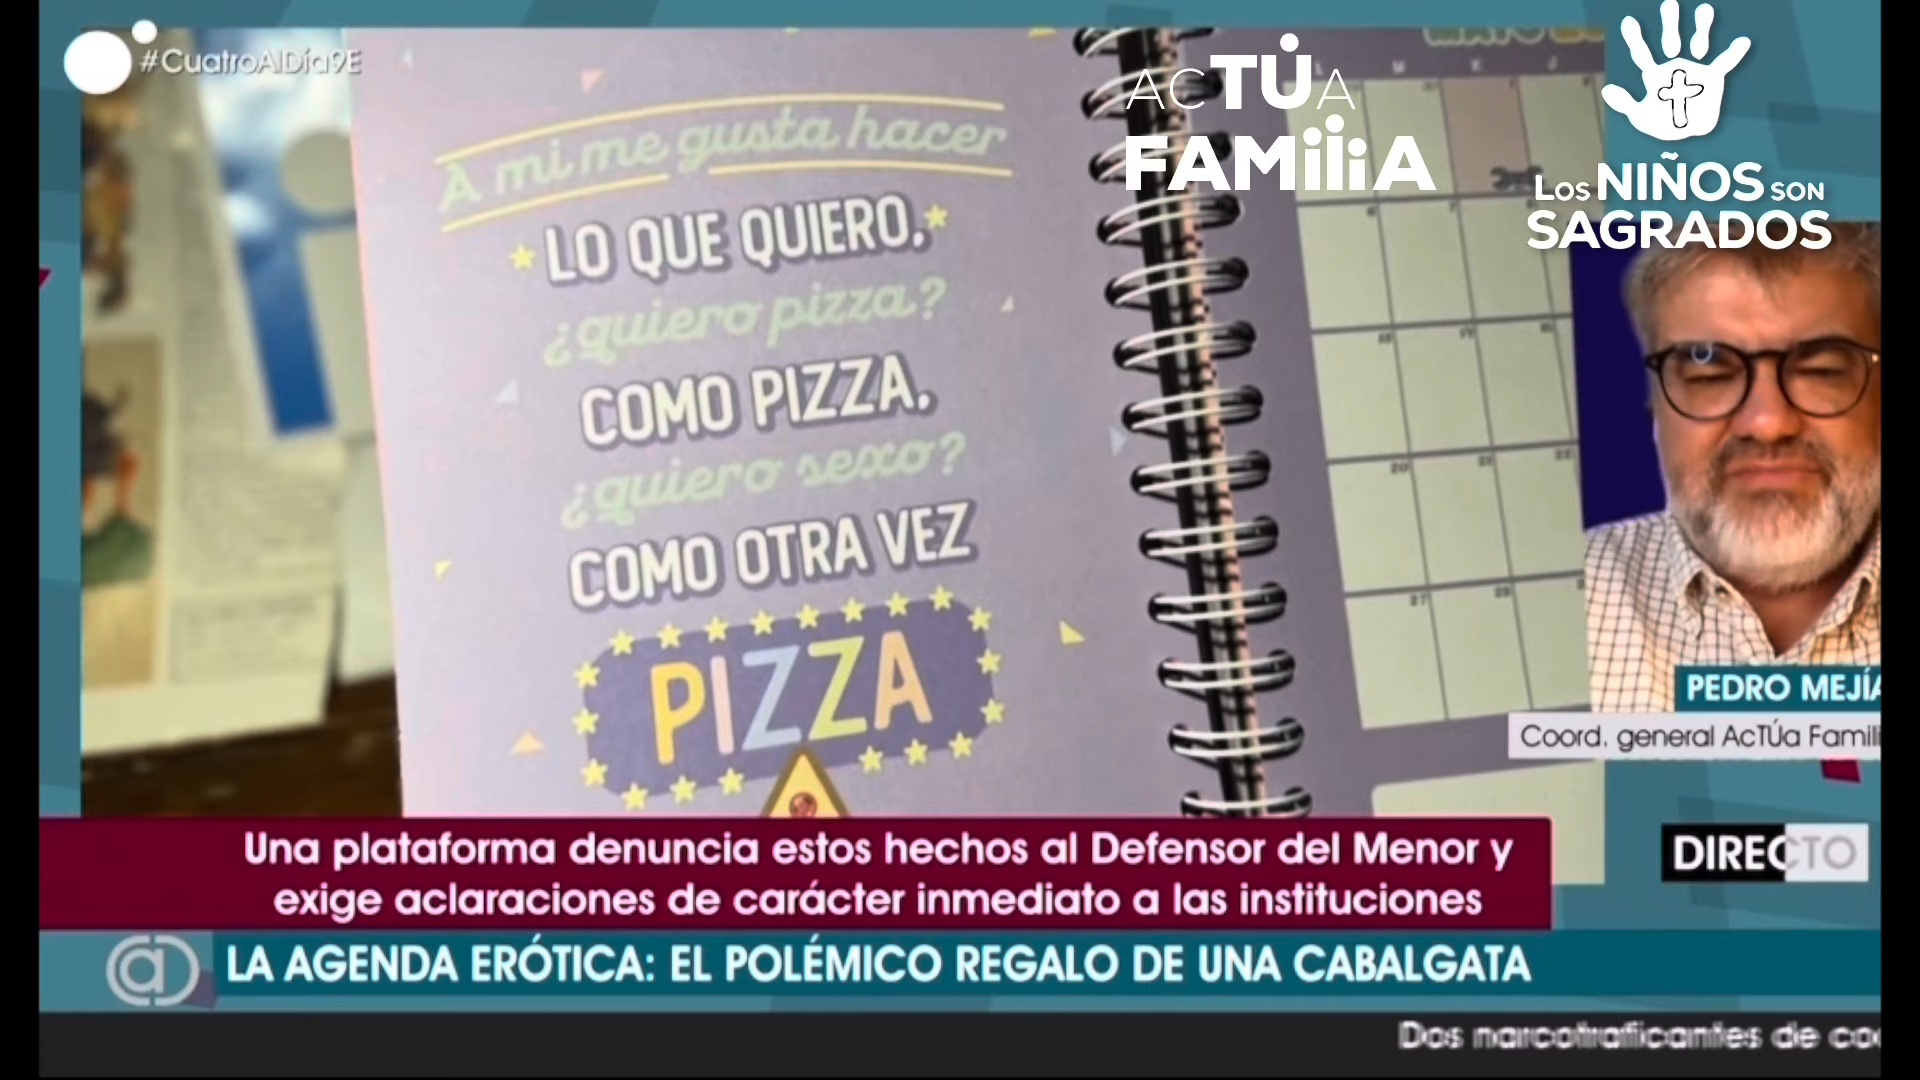 #CuatroAlDía9E
A mi me gusta hacer
LO QUE QUIERO,
¿quiero pizza?
COMO PIZZA,
¿quiero sexo?
COMO OTRA VEZ
PIZZA
MAYO
ACTÚA
FAMiliA
LOS NIÑOS SON
SAGRADOS
PEDRO MEJÍA
Coord. general AcTÚa Famili
DIRECTO
Una plataforma denuncia estos hechos al Defensor del Menor y
exige aclaraciones de carácter inmediato a las instituciones
LA AGENDA ERÓTICA: EL POLÉMICO REGALO DE UNA CABALGATA
Dos narcotraficantes de co